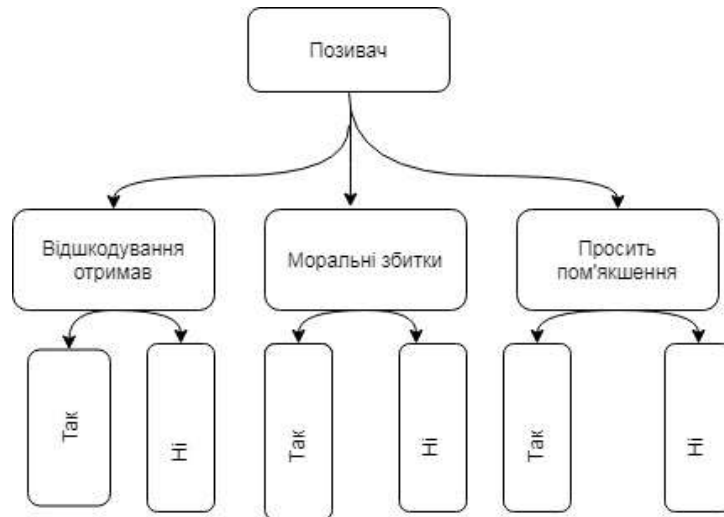 Позивач
Відшкодування
отримав
Моральні збитки
Просить
пом'якшення
Так
Ні
Так
Ні
Так
Ні